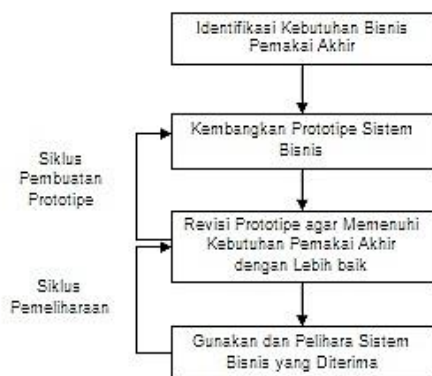 Identifikasi Kebutuhan Bisnis
Pemakai Akhir
Kembangkan Prototipe Sistem
Bisnis
Siklus
Pembuatan
Prototipe
Revisi Prototipe agar Memenuhi
Kebutuhan Pemakai Akhir
dengan Lebih baik
Siklus
Pemeliharaan
Gunakan dan Pelihara Sistem
Bisnis yang Diterima